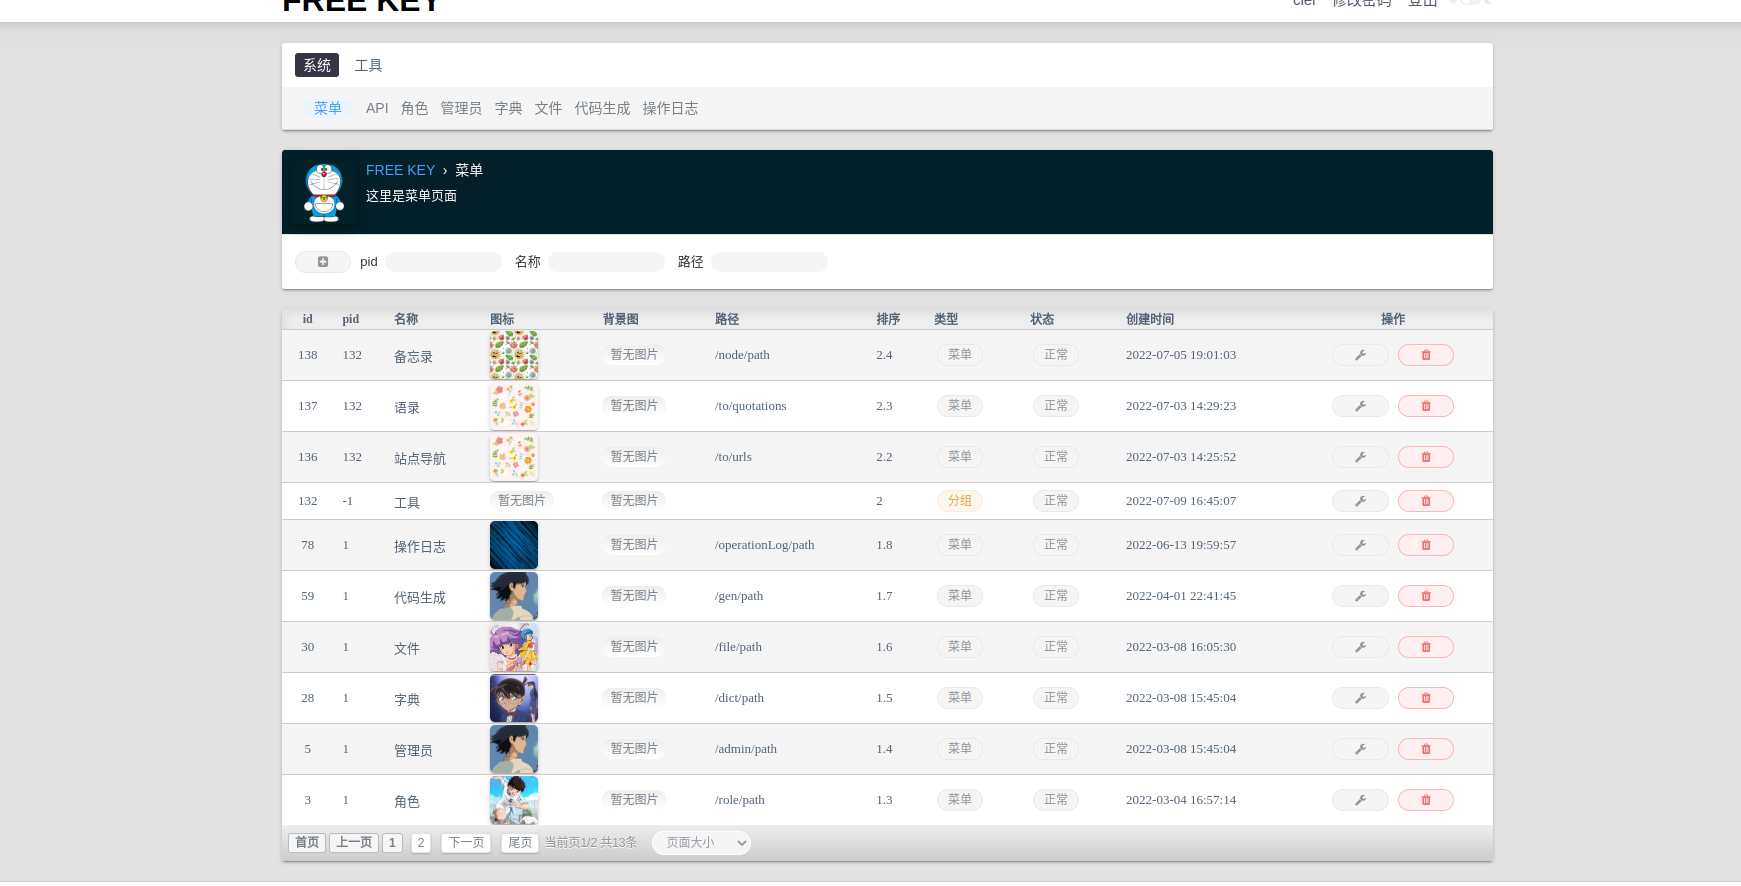 FREE KEY
cier 修改密码 登出
系统 工具
菜单 API 角色 管理员 字典 文件 代码生成 操作日志
FREE KEY › 菜单
这里是菜单页面
pid 名称 路径
id pid 名称 图标 背景图 路径 排序 类型 状态 创建时间 操作
138 132 备忘录 暂无图片 /node/path 2.4 菜单 正常 2022-07-05 19:01:03
137 132 语录 暂无图片 /to/quotations 2.3 菜单 正常 2022-07-03 14:29:23
136 132 站点导航 暂无图片 /to/urls 2.2 菜单 正常 2022-07-03 14:25:52
132 -1 工具 暂无图片 暂无图片 2 分组 正常 2022-07-09 16:45:07
78 1 操作日志 暂无图片 /operationLog/path 1.8 菜单 正常 2022-06-13 19:59:57
59 1 代码生成 暂无图片 /gen/path 1.7 菜单 正常 2022-04-01 22:41:45
30 1 文件 暂无图片 /file/path 1.6 菜单 正常 2022-03-08 16:05:30
28 1 字典 暂无图片 /dict/path 1.5 菜单 正常 2022-03-08 15:45:04
5 1 管理员 暂无图片 /admin/path 1.4 菜单 正常 2022-03-08 15:45:04
3 1 角色 暂无图片 /role/path 1.3 菜单 正常 2022-03-04 16:57:14
首页 上一页 1 2 下一页 尾页 当前页1/2 共13条 页面大小